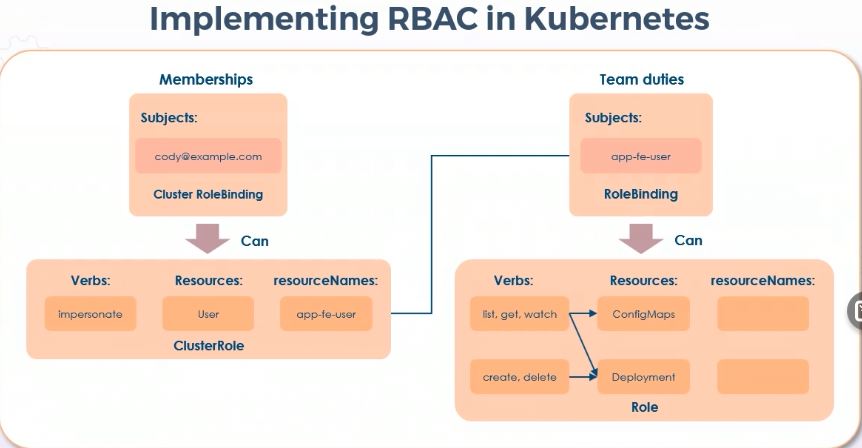 Implementing RBAC in Kubernetes
Memberships
Subjects:
cody@example.com
Cluster RoleBinding
Can
Verbs: Resources: resourceNames:
impersonate User app-fe-user
ClusterRole
Team duties
Subjects:
app-fe-user
RoleBinding
Can
Verbs: Resources: resourceNames:
list, get, watch ConfigMaps
create, delete Deployment
Role